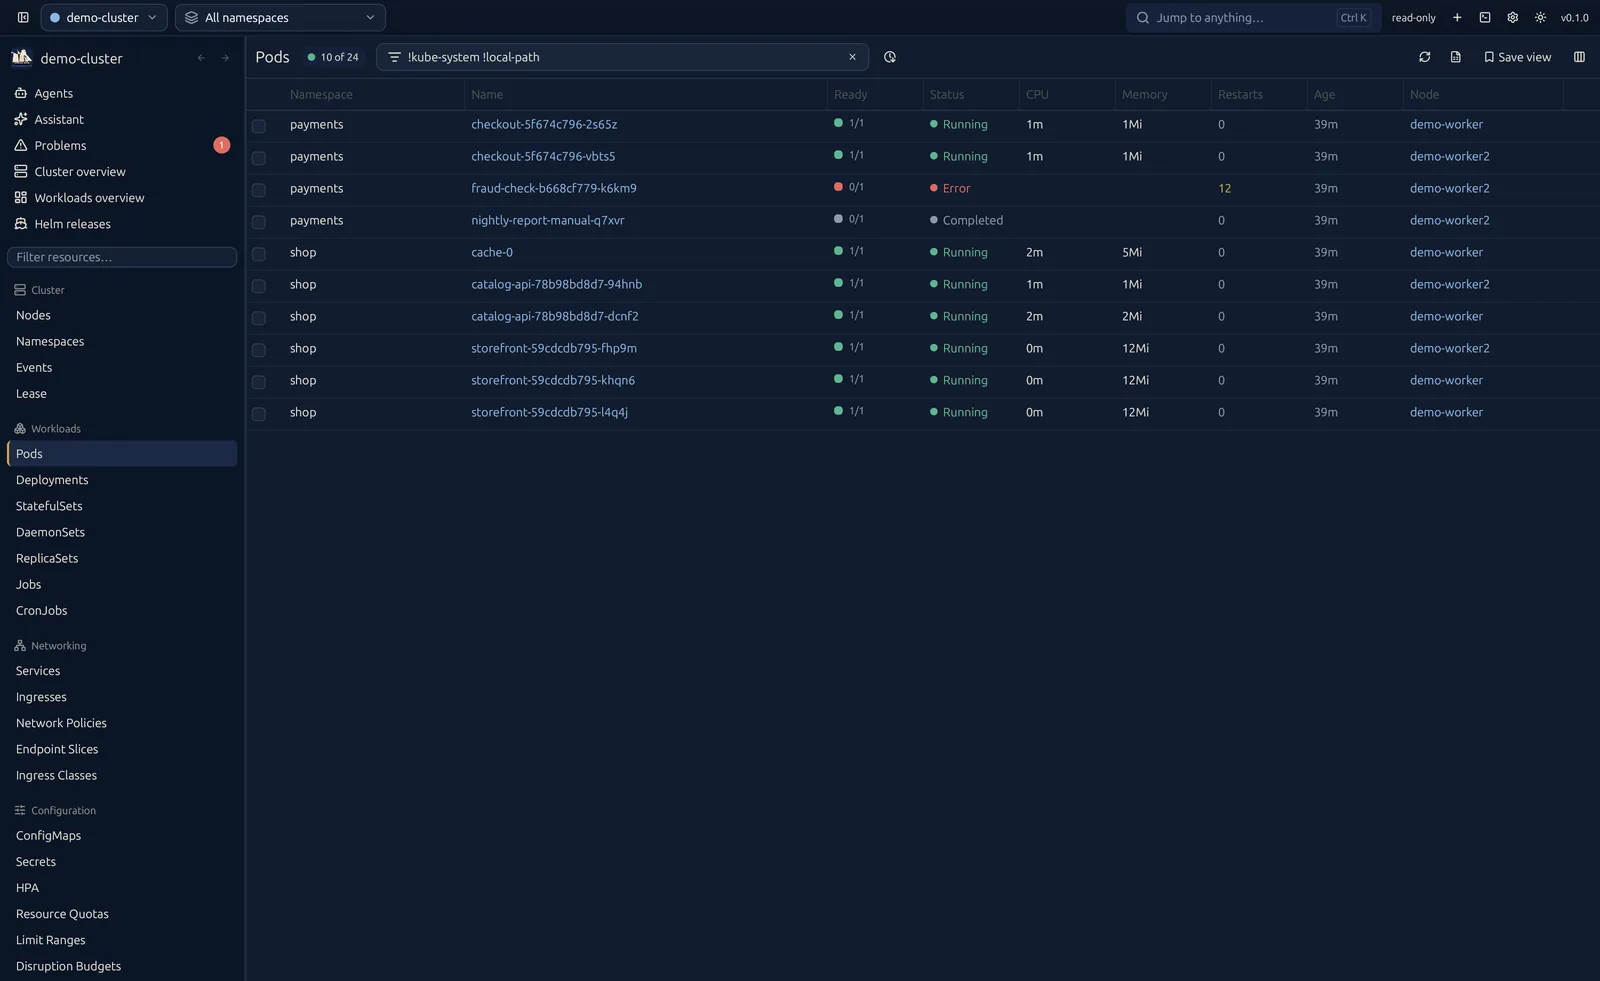 demo-cluster All namespaces Jump to anything... Ctrl K read-only v0.1.0
demo-cluster
Agents
Assistant
Problems 1
Cluster overview
Workloads overview
Helm releases
Filter resources...
Cluster
Nodes
Namespaces
Events
Lease
Workloads
Pods
Deployments
StatefulSets
DaemonSets
ReplicaSets
Jobs
CronJobs
Networking
Services
Ingresses
Network Policies
Endpoint Slices
Ingress Classes
Configuration
ConfigMaps
Secrets
HPA
Resource Quotas
Limit Ranges
Disruption Budgets
Pods 10 of 24 !kube-system !local-path Save view
Namespace Name Ready Status CPU Memory Restarts Age Node
payments checkout-5f674c796-2s65z 1/1 Running 1m 1Mi 0 39m demo-worker
payments checkout-5f674c796-vbts5 1/1 Running 1m 1Mi 0 39m demo-worker2
payments fraud-check-b668cf779-k6km9 0/1 Error 12 39m demo-worker2
payments nightly-report-manual-q7xvr 0/1 Completed 0 39m demo-worker2
shop cache-0 1/1 Running 2m 5Mi 0 39m demo-worker
shop catalog-api-78b98bd8d7-94hnb 1/1 Running 1m 1Mi 0 39m demo-worker2
shop catalog-api-78b98bd8d7-dcnf2 1/1 Running 2m 2Mi 0 39m demo-worker
shop storefront-59cdcdb795-fhp9m 1/1 Running 0m 12Mi 0 39m demo-worker2
shop storefront-59cdcdb795-khqn6 1/1 Running 0m 12Mi 0 39m demo-worker
shop storefront-59cdcdb795-l4q4j 1/1 Running 0m 12Mi 0 39m demo-worker